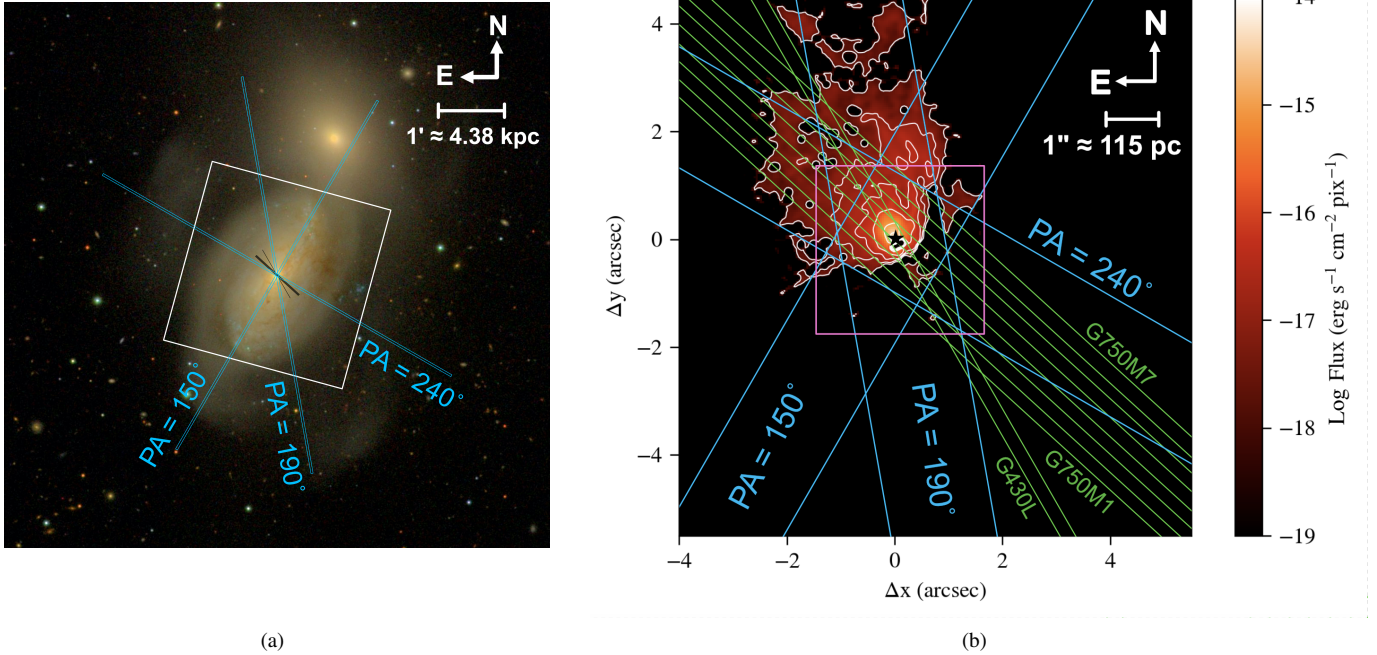 N
E
1' ≈ 4.38 kpc
PA = 240°
PA = 150°
PA = 190°
(a)
N
E
1" ≈ 115 pc
PA = 240°
G750M7
PA = 150°
PA = 190°
G430L
G750M1
4
2
0
−2
−4
Δy (arcsec)
−4
−2
0
2
4
Δx (arcsec)
−14
−15
−16
−17
−18
−19
Log Flux (erg s⁻¹ cm⁻² pix⁻¹)
(b)